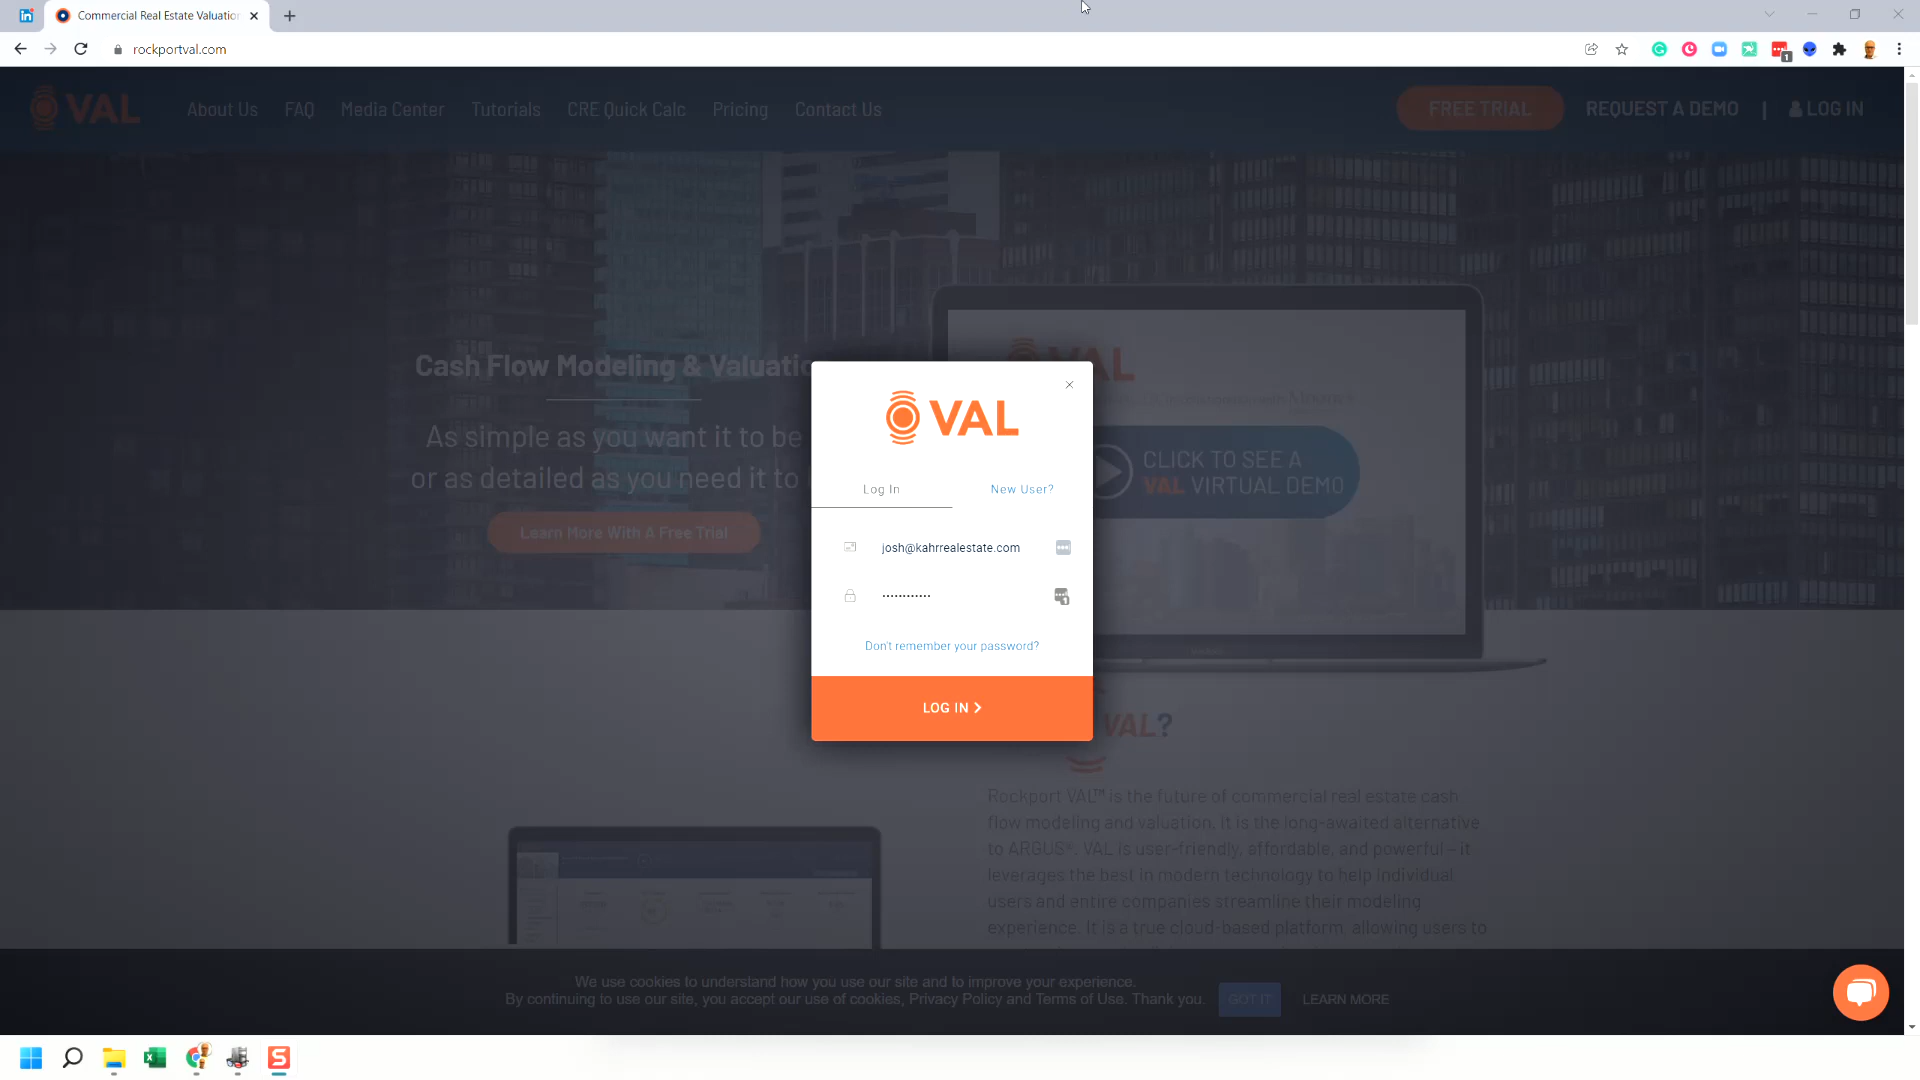 Commercial Real Estate Valuatio
rockportval.com
1
VAL
About Us
FAQ
Media Center
Tutorials
CRE Quick Calc
Pricing
Contact Us
FREE TRIAL
REQUEST A DEMO
|
LOG IN
Cash Flow Modeling & Valuatio
As simple as you want it to be
or as detailed as you need it to
Learn More With A Free Trial
VAL
CLICK TO SEE A
VAL VIRTUAL DEMO
VAL
Log In
New User?
josh@kahrrealestate.com
1
Don't remember your password?
LOG IN
VAL?
Rockport VAL™ is the future of commercial real estate cash
flow modeling and valuation. It is the long-awaited alternative
to ARGUS®. VAL is user-friendly, affordable, and powerful – it
leverages the best in modern technology to help individual
users and entire companies streamline their modeling
experience. It is a true cloud-based platform, allowing users to
We use cookies to understand how you use our site and to improve your experience.
By continuing to use our site, you accept our use of cookies, Privacy Policy and Terms of Use. Thank you.
GOT IT
LEARN MORE